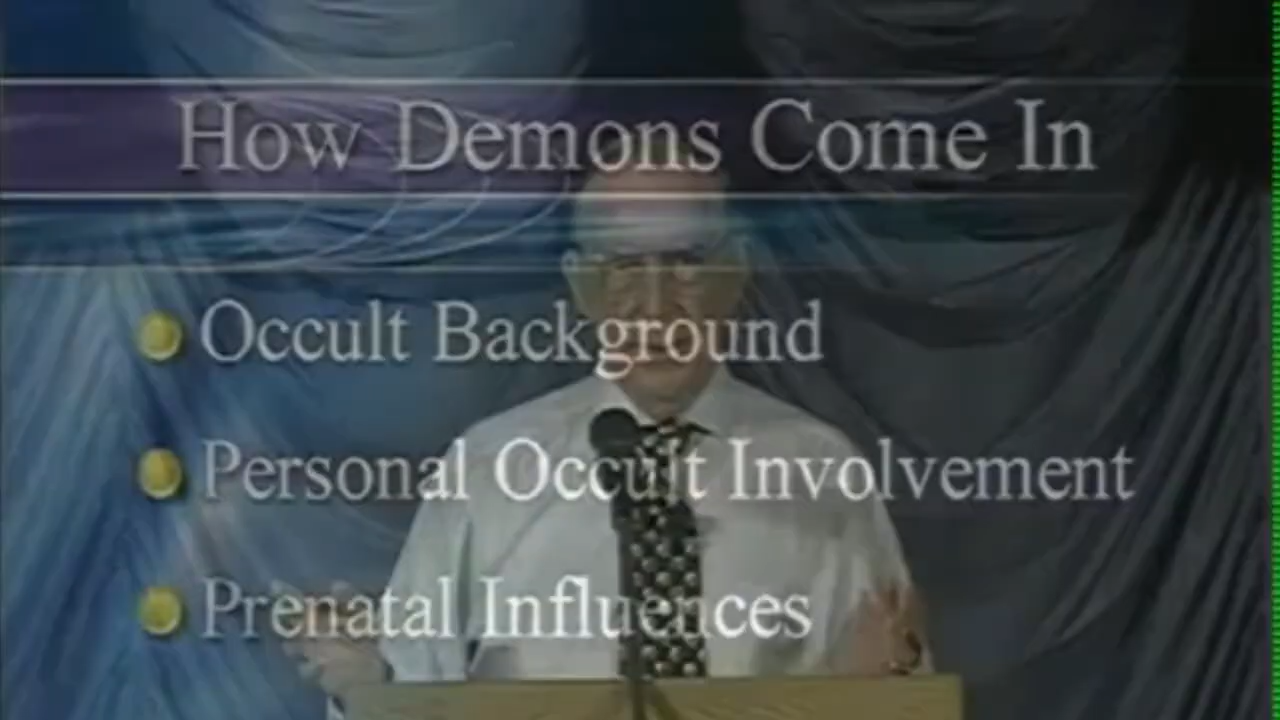 How Demons Come In
Occult Background
Personal Occult Involvement
Prenatal Influences